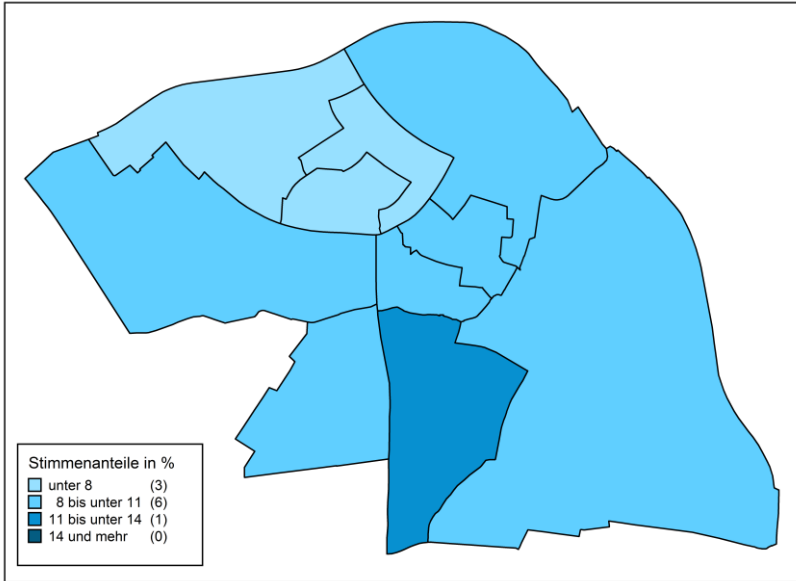 Stimmenanteile in %
unter 8 (3)
8 bis unter 11 (6)
11 bis unter 14 (1)
14 und mehr (0)